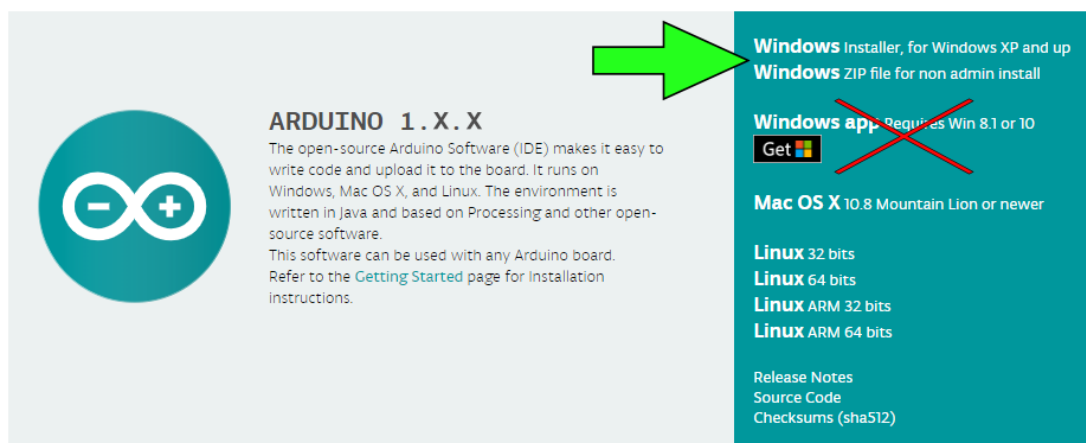 ARDUINO 1.X.X
The open-source Arduino Software (IDE) makes it easy to
write code and upload it to the board. It runs on
Windows, Mac OS X, and Linux. The environment is
written in Java and based on Processing and other open-
source software.
This software can be used with any Arduino board.
Refer to the Getting Started page for Installation
instructions.
Windows Installer, for Windows XP and up
Windows ZIP file for non admin install
Windows app Requires Win 8.1 or 10
Get
Mac OS X 10.8 Mountain Lion or newer
Linux 32 bits
Linux 64 bits
Linux ARM 32 bits
Linux ARM 64 bits
Release Notes
Source Code
Checksums (sha512)